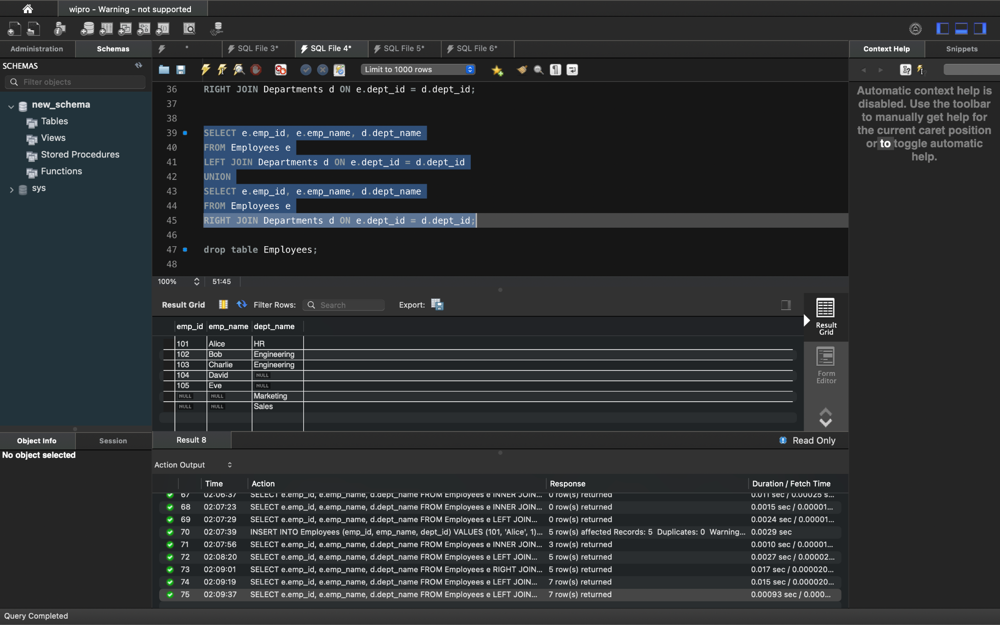 wipro - Warning - not supported
Administration
Schemas
*
SQL File 3*
SQL File 4*
SQL File 5*
SQL File 6*
Context Help
Snippets
SCHEMAS
Filter objects
Limit to 1000 rows
new_schema
Tables
Views
Stored Procedures
Functions
sys
36 RIGHT JOIN Departments d ON e.dept_id = d.dept_id;
37
38
39 SELECT e.emp_id, e.emp_name, d.dept_name
40 FROM Employees e
41 LEFT JOIN Departments d ON e.dept_id = d.dept_id
42 UNION
43 SELECT e.emp_id, e.emp_name, d.dept_name
44 FROM Employees e
45 RIGHT JOIN Departments d ON e.dept_id = d.dept_id;
46
47 drop table Employees;
48
Automatic context help is
disabled. Use the toolbar
to manually get help for
the current caret position
or to toggle automatic
help.
100% 51:45
Result Grid
Filter Rows:
Search
Export:
Result
Grid
Form
Editor
emp_id emp_name dept_name
101 Alice HR
102 Bob Engineering
103 Charlie Engineering
104 David NULL
105 Eve NULL
NULL NULL Marketing
NULL NULL Sales
Object Info
Session
No object selected
Result 8
Read Only
Action Output
Time Action Response Duration / Fetch Time
67 02:06:37 SELECT e.emp_id, e.emp_name, d.dept_name FROM Employees e INNER JOIN... 0 row(s) returned 0.011 sec / 0.00025 s...
68 02:07:23 SELECT e.emp_id, e.emp_name, d.dept_name FROM Employees e INNER JOIN... 0 row(s) returned 0.0015 sec / 0.00001...
69 02:07:29 SELECT e.emp_id, e.emp_name, d.dept_name FROM Employees e LEFT JOIN... 0 row(s) returned 0.0024 sec / 0.00001...
70 02:07:39 INSERT INTO Employees (emp_id, emp_name, dept_id) VALUES (101, 'Alice', 1)... 5 row(s) affected Records: 5 Duplicates: 0 Warning... 0.0029 sec
71 02:07:56 SELECT e.emp_id, e.emp_name, d.dept_name FROM Employees e INNER JOIN... 3 row(s) returned 0.0010 sec / 0.00001...
72 02:08:20 SELECT e.emp_id, e.emp_name, d.dept_name FROM Employees e LEFT JOIN... 5 row(s) returned 0.0027 sec / 0.00002...
73 02:09:01 SELECT e.emp_id, e.emp_name, d.dept_name FROM Employees e RIGHT JOIN... 5 row(s) returned 0.017 sec / 0.000020...
74 02:09:19 SELECT e.emp_id, e.emp_name, d.dept_name FROM Employees e LEFT JOIN... 7 row(s) returned 0.015 sec / 0.000020...
75 02:09:37 SELECT e.emp_id, e.emp_name, d.dept_name FROM Employees e LEFT JOIN... 7 row(s) returned 0.00093 sec / 0.000...
Query Completed